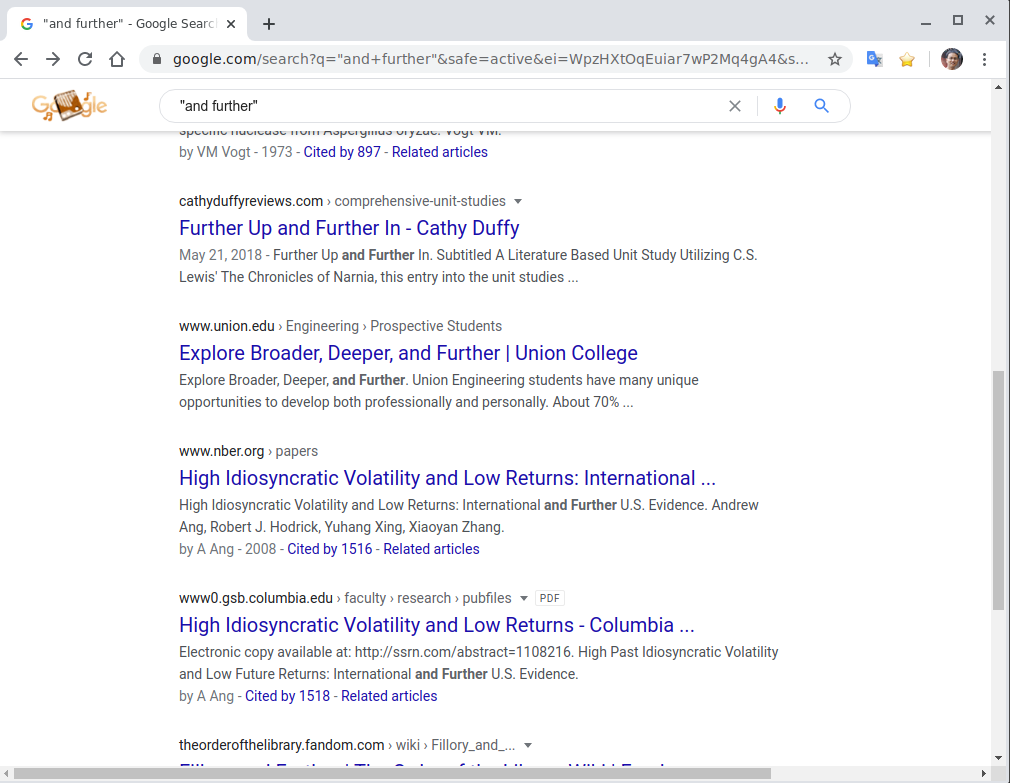 "and further" - Google Searc
google.com/search?q="and+further"&safe=active&ei=WpzHXtOqEuiar7wP2Mq4gA4&s...
Google
"and further"
specific nuclease from Aspergillus oryzae. Vogt VM.
by VM Vogt - 1973 - Cited by 897 - Related articles
cathyduffyreviews.com › comprehensive-unit-studies
Further Up and Further In - Cathy Duffy
May 21, 2018 - Further Up and Further In. Subtitled A Literature Based Unit Study Utilizing C.S.
Lewis' The Chronicles of Narnia, this entry into the unit studies ...
www.union.edu › Engineering › Prospective Students
Explore Broader, Deeper, and Further | Union College
Explore Broader, Deeper, and Further. Union Engineering students have many unique
opportunities to develop both professionally and personally. About 70% ...
www.nber.org › papers
High Idiosyncratic Volatility and Low Returns: International ...
High Idiosyncratic Volatility and Low Returns: International and Further U.S. Evidence. Andrew
Ang, Robert J. Hodrick, Yuhang Xing, Xiaoyan Zhang.
by A Ang - 2008 - Cited by 1516 - Related articles
www0.gsb.columbia.edu › faculty › research › pubfiles PDF
High Idiosyncratic Volatility and Low Returns - Columbia ...
Electronic copy available at: http://ssrn.com/abstract=1108216. High Past Idiosyncratic Volatility
and Low Future Returns: International and Further U.S. Evidence.
by A Ang - Cited by 1518 - Related articles
theorderofthelibrary.fandom.com › wiki › Fillory_and_...